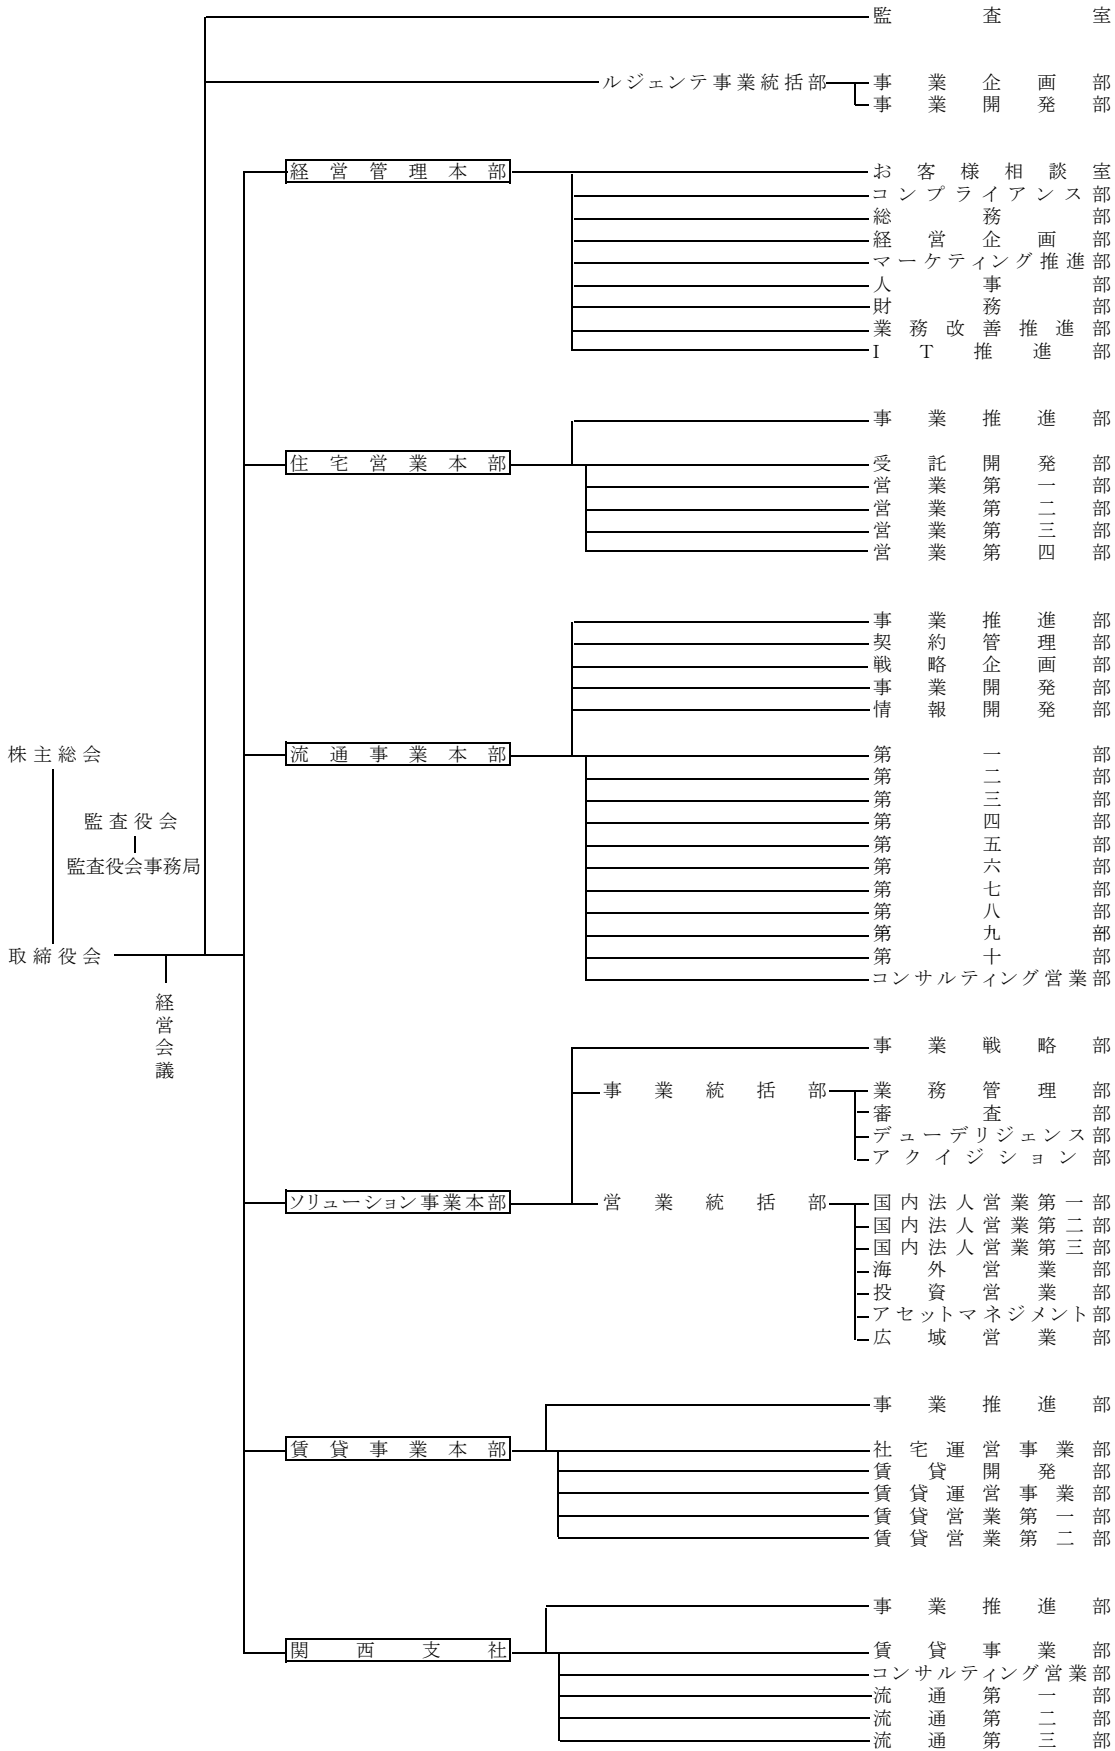 監査室
ルジェンテ事業統括部 事業企画部
事業開発部
経営管理本部 お客様相談室
コンプライアンス部
総務部
経営企画部
マーケティング推進部
人事部
財務部
業務改善推進部
IT推進部
事業推進部
住宅営業本部 受託開発部
営業第一部
営業第二部
営業第三部
営業第四部
事業推進部
契約管理部
戦略企画部
事業開発部
情報開発部
株主総会 流通事業本部 第一部
第二部
第三部
監査役会 第四部
第五部
監査役会事務局 第六部
第七部
第八部
第九部
取締役会 第十部
コンサルティング営業部
経営会議
事業戦略部
事業統括部 業務管理部
審査部
デューデリジェンス部
アクイジション部
ソリューション事業本部 営業統括部 国内法人営業第一部
国内法人営業第二部
国内法人営業第三部
海外営業部
投資営業部
アセットマネジメント部
広域営業部
事業推進部
賃貸事業本部 社宅運営事業部
賃貸開発部
賃貸運営事業部
賃貸営業第一部
賃貸営業第二部
事業推進部
関西支社 賃貸事業部
コンサルティング営業部
流通第一部
流通第二部
流通第三部